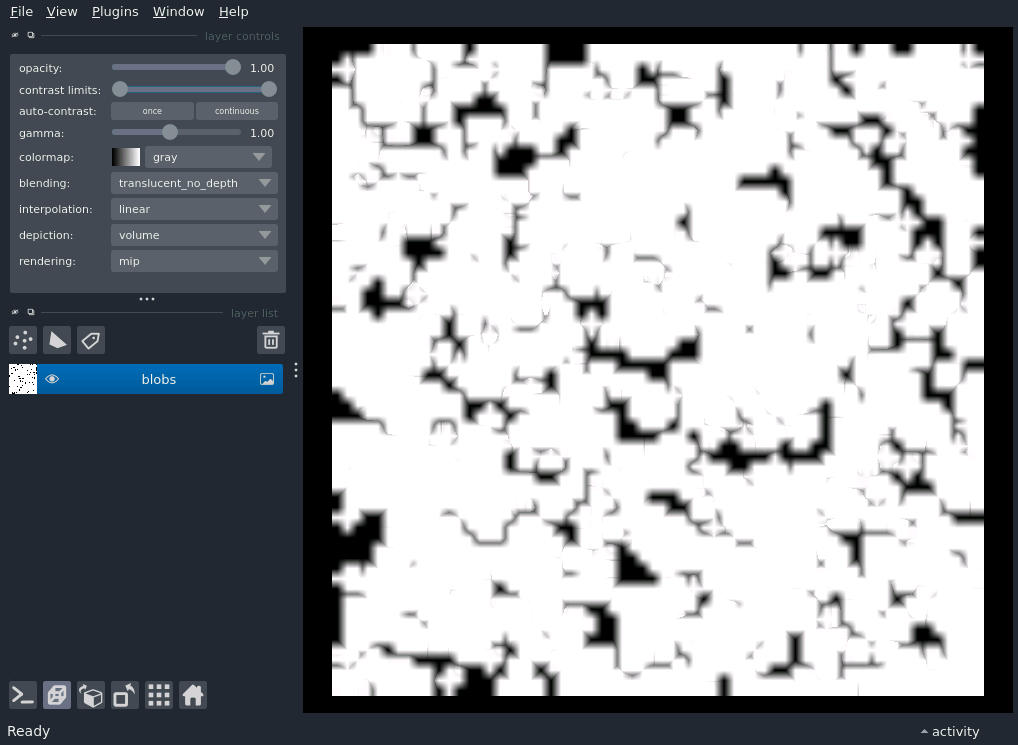 File View Plugins Window Help
layer controls
opacity: 1.00
contrast limits:
auto-contrast: once continuous
gamma: 1.00
colormap: gray
blending: translucent_no_depth
interpolation: linear
depiction: volume
rendering: mip
layer list
blobs
Ready
activity